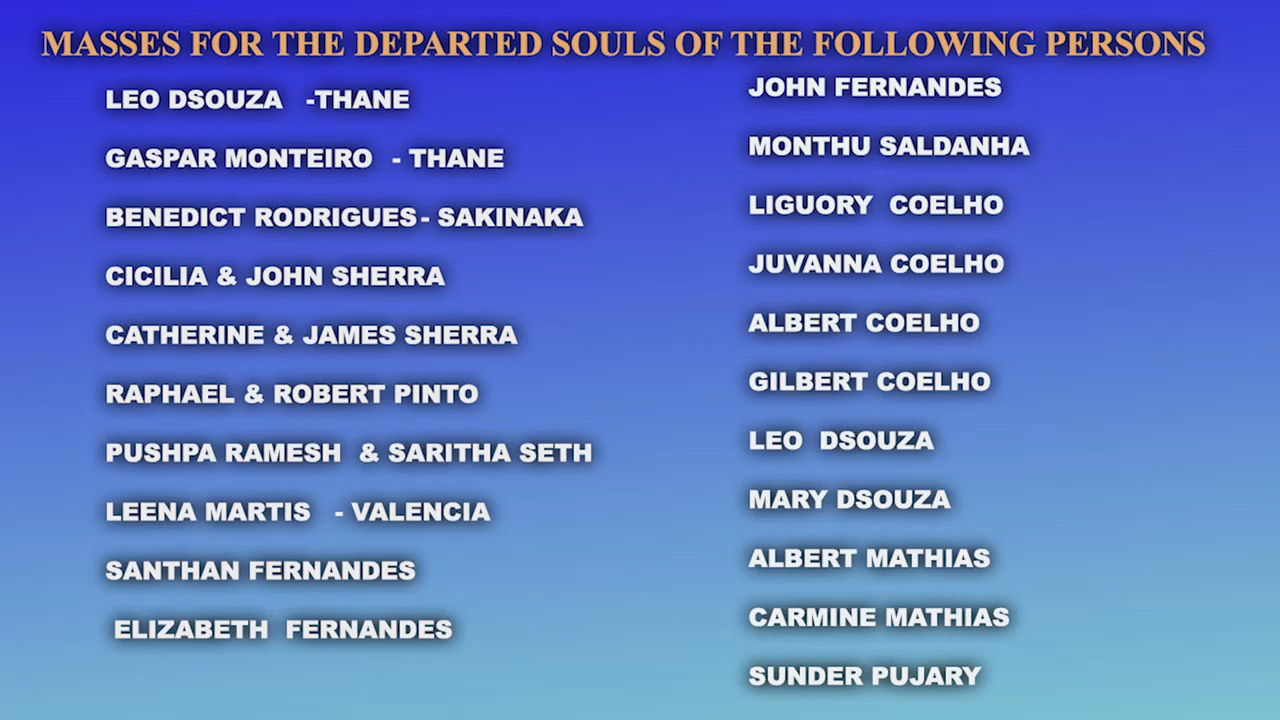 MASSES FOR THE DEPARTED SOULS OF THE FOLLOWING PERSONS
LEO DSOUZA -THANE
GASPAR MONTEIRO - THANE
BENEDICT RODRIGUES - SAKINAKA
CICILIA & JOHN SHERRA
CATHERINE & JAMES SHERRA
RAPHAEL & ROBERT PINTO
PUSHPA RAMESH & SARITHA SETH
LEENA MARTIS - VALENCIA
SANTHAN FERNANDES
ELIZABETH FERNANDES
JOHN FERNANDES
MONTHU SALDANHA
LIGUORY COELHO
JUVANNA COELHO
ALBERT COELHO
GILBERT COELHO
LEO DSOUZA
MARY DSOUZA
ALBERT MATHIAS
CARMINE MATHIAS
SUNDER PUJARY